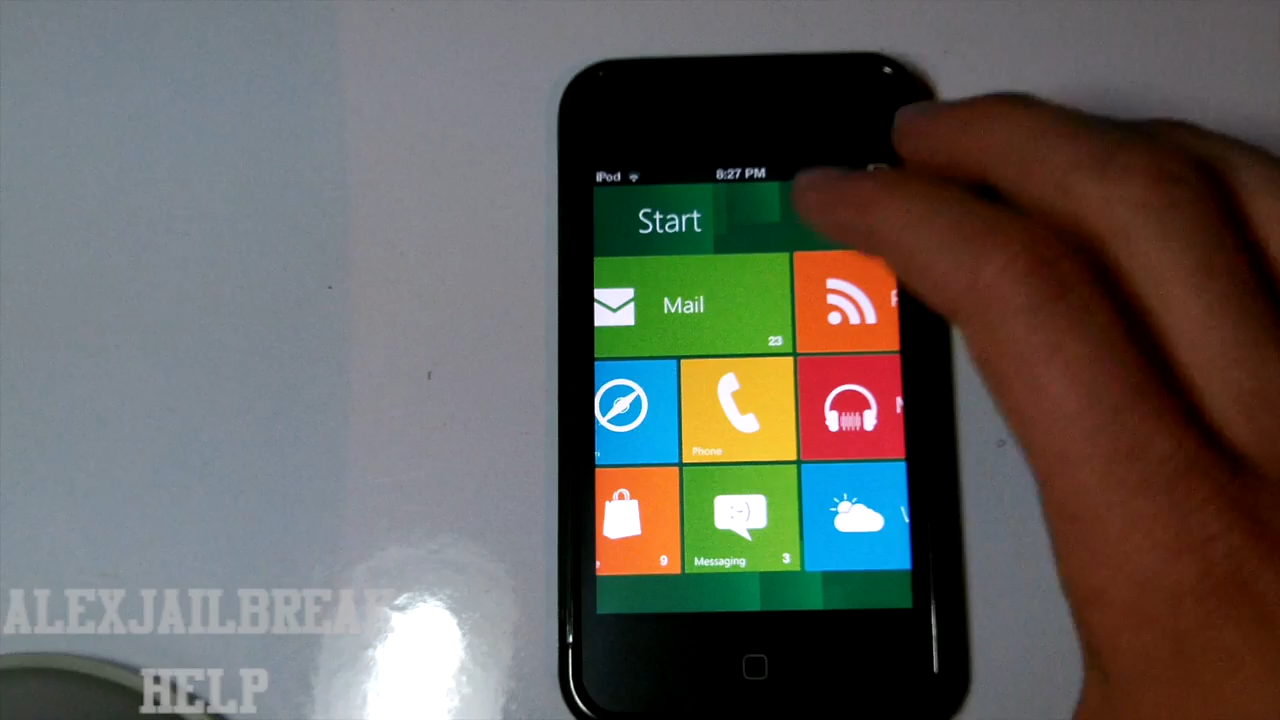 iPod 8:27 PM
Start
Mail
23
Phone
Messaging 3
9
ALEXJAILBREAK
HELP